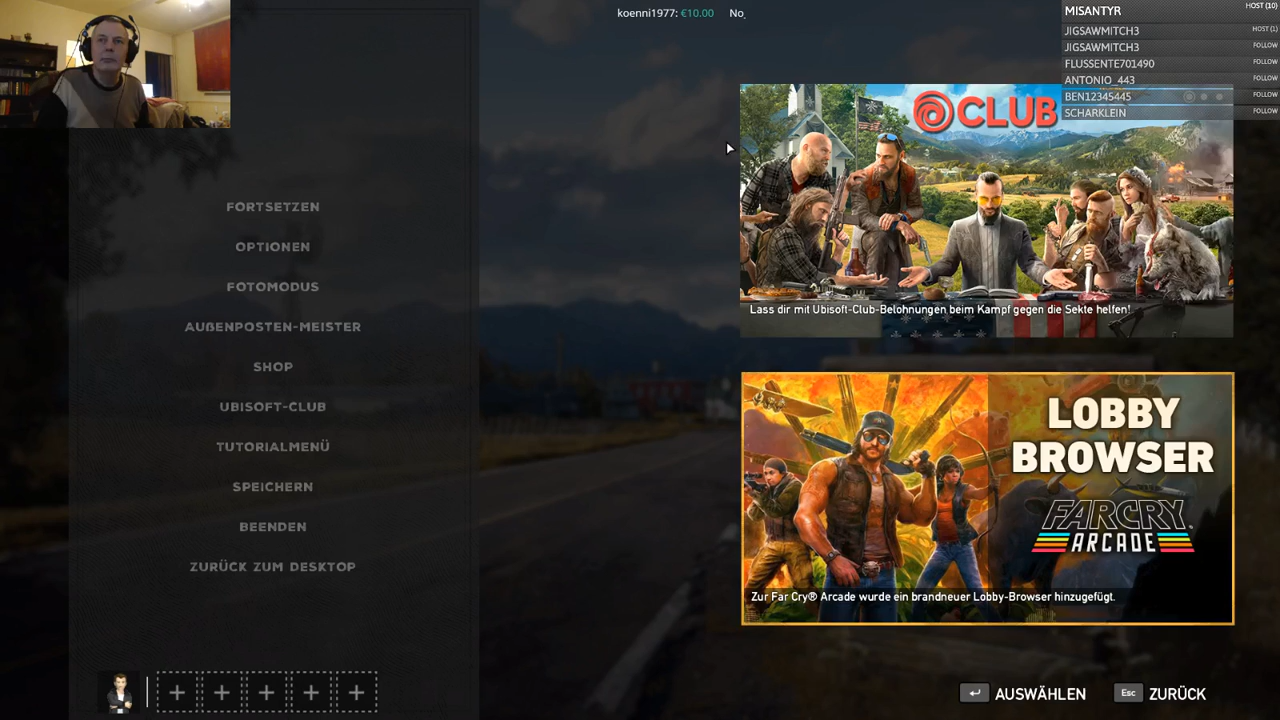 koenni1977: €10.00 No
MISANTYR HOST (10)
JIGSAWMITCH3 HOST (1)
JIGSAWMITCH3 FOLLOW
FLUSSENTE701490 FOLLOW
ANTONIO_443 FOLLOW
BEN12345445 FOLLOW
SCHARKLEIN FOLLOW
CLUB
Lass dir mit Ubisoft-Club-Belohnungen beim Kampf gegen die Sekte helfen!
FORTSETZEN
OPTIONEN
FOTOMODUS
AUßENPOSTEN-MEISTER
SHOP
UBISOFT-CLUB
TUTORIALMENÜ
SPEICHERN
BEENDEN
ZURÜCK ZUM DESKTOP
LOBBY
BROWSER
FARCRY
ARCADE
Zur Far Cry® Arcade wurde ein brandneuer Lobby-Browser hinzugefügt.
AUSWÄHLEN Esc ZURÜCK